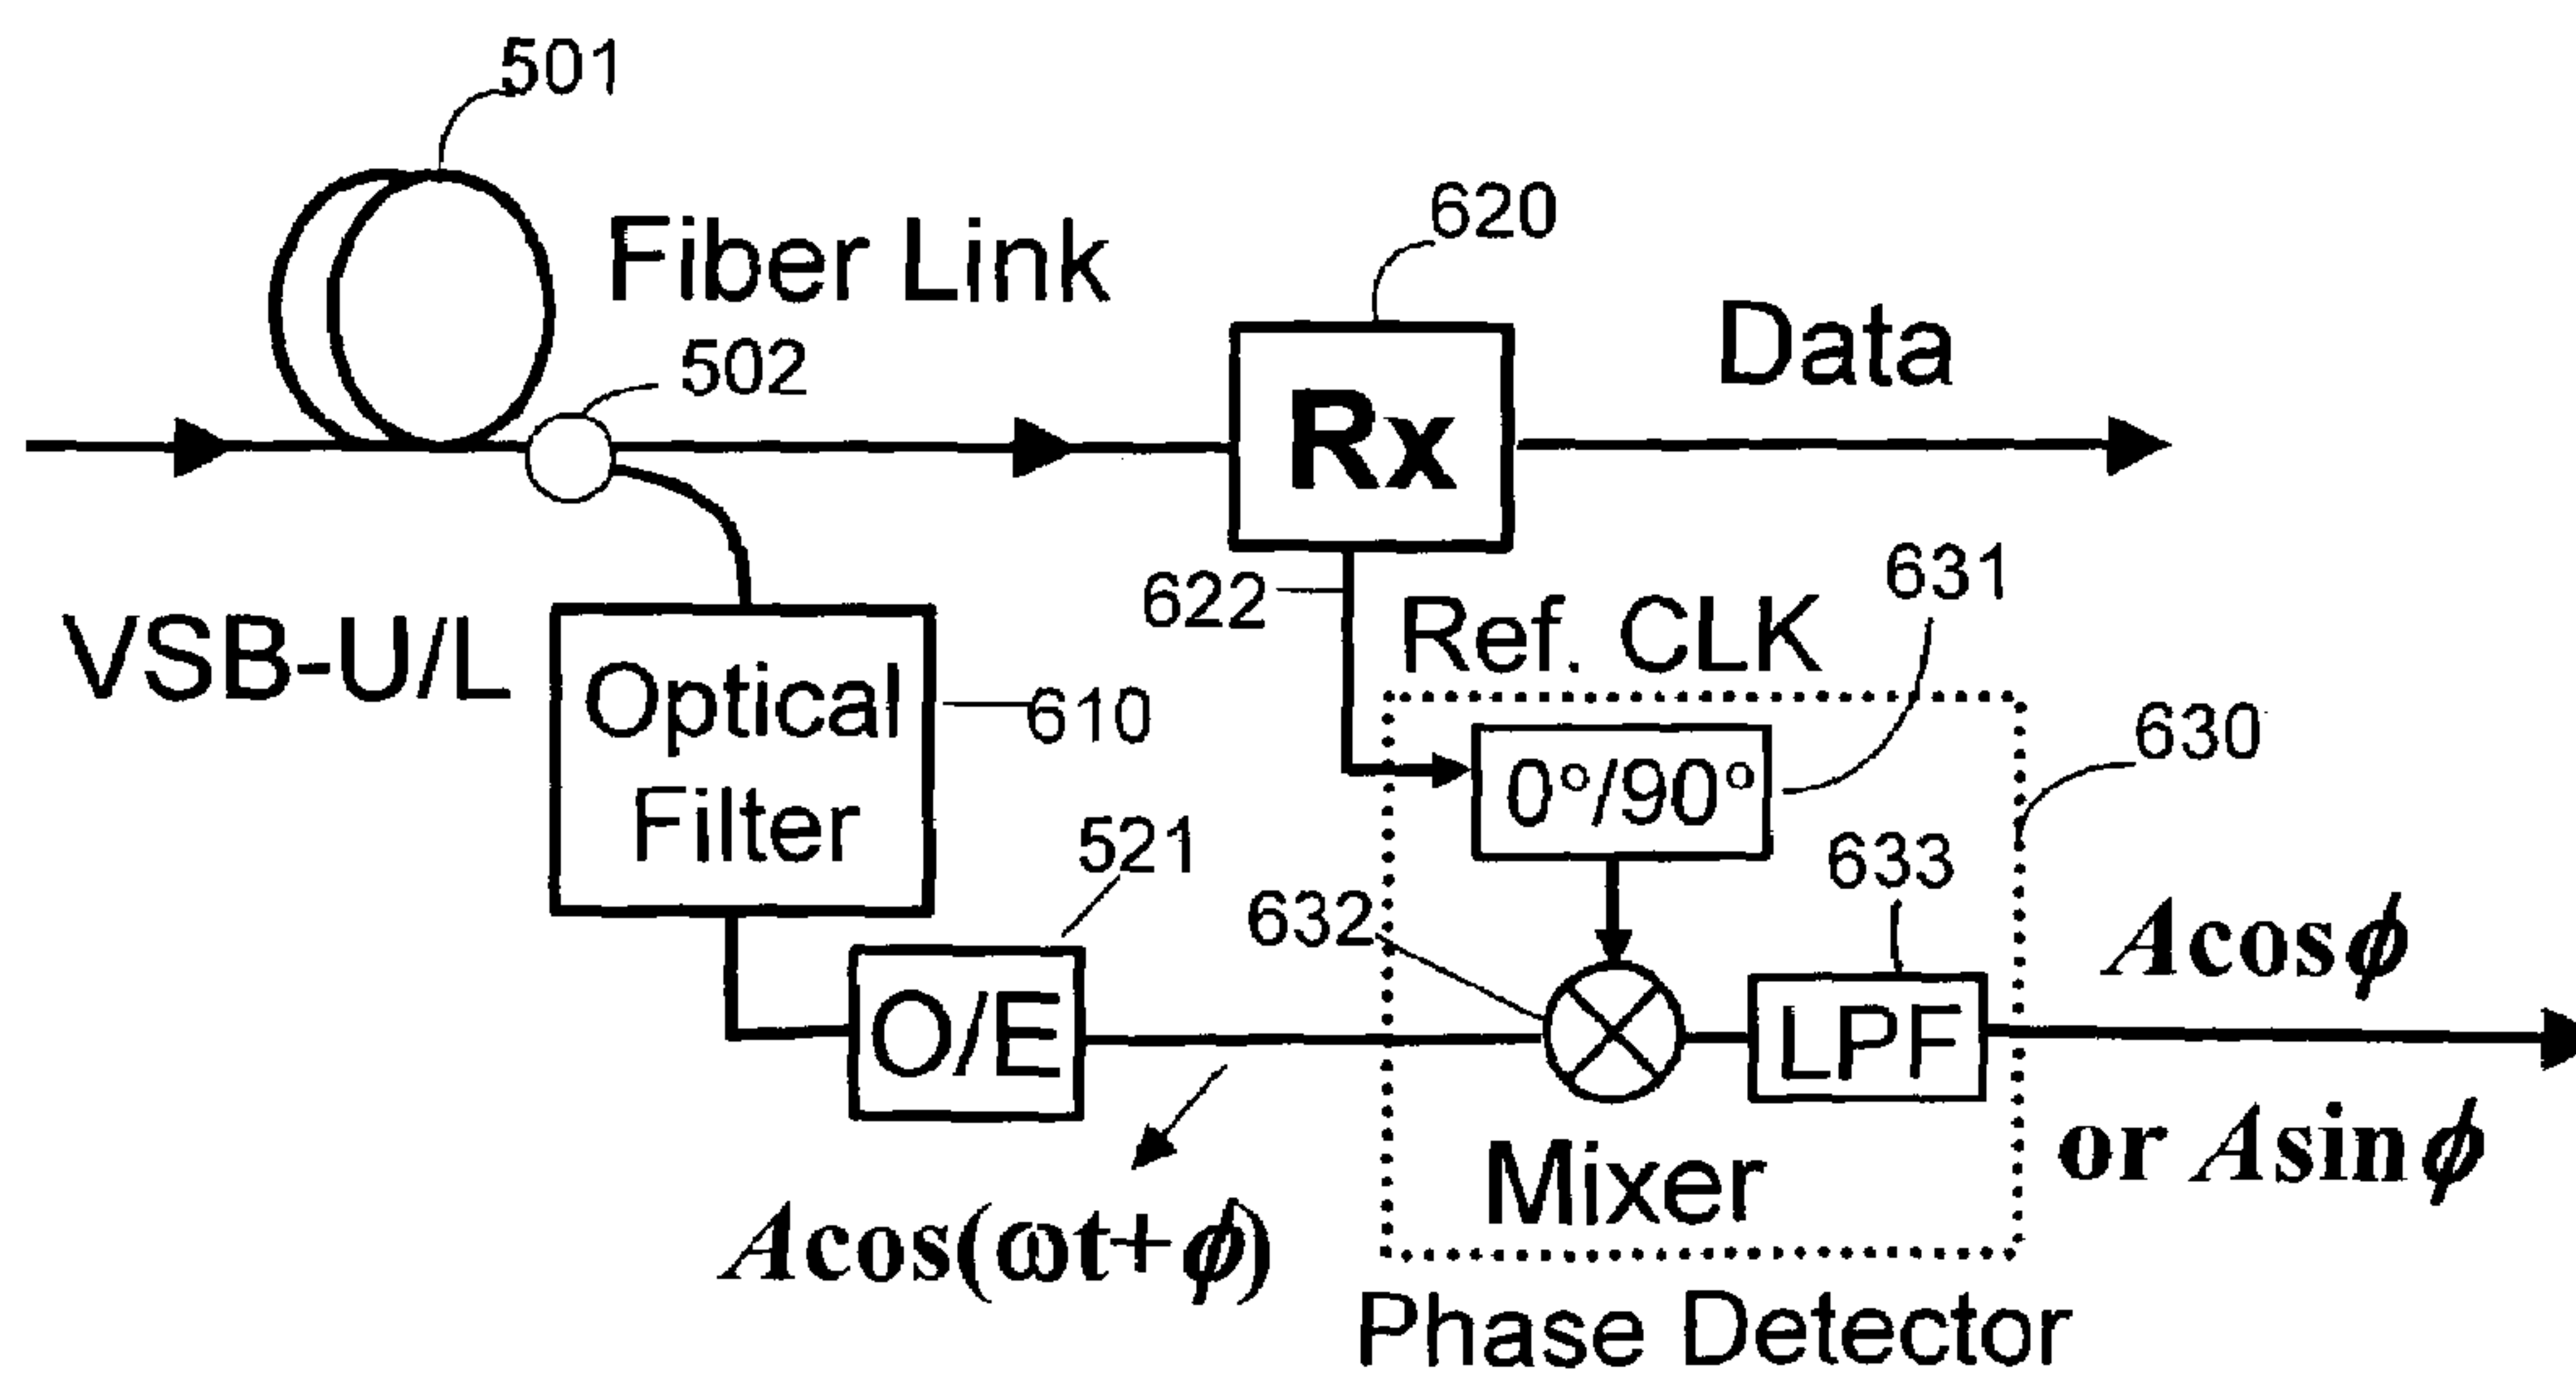 501
Fiber Link
620
502
Data
Rx
622
631
Ref. CLK
VSB-U/L
Optical
Filter
610
630
0°/90°
521
633
632
Acosϕ
O/E
LPF
or Asinϕ
Mixer
Acos(ωt+ϕ)
Phase Detector